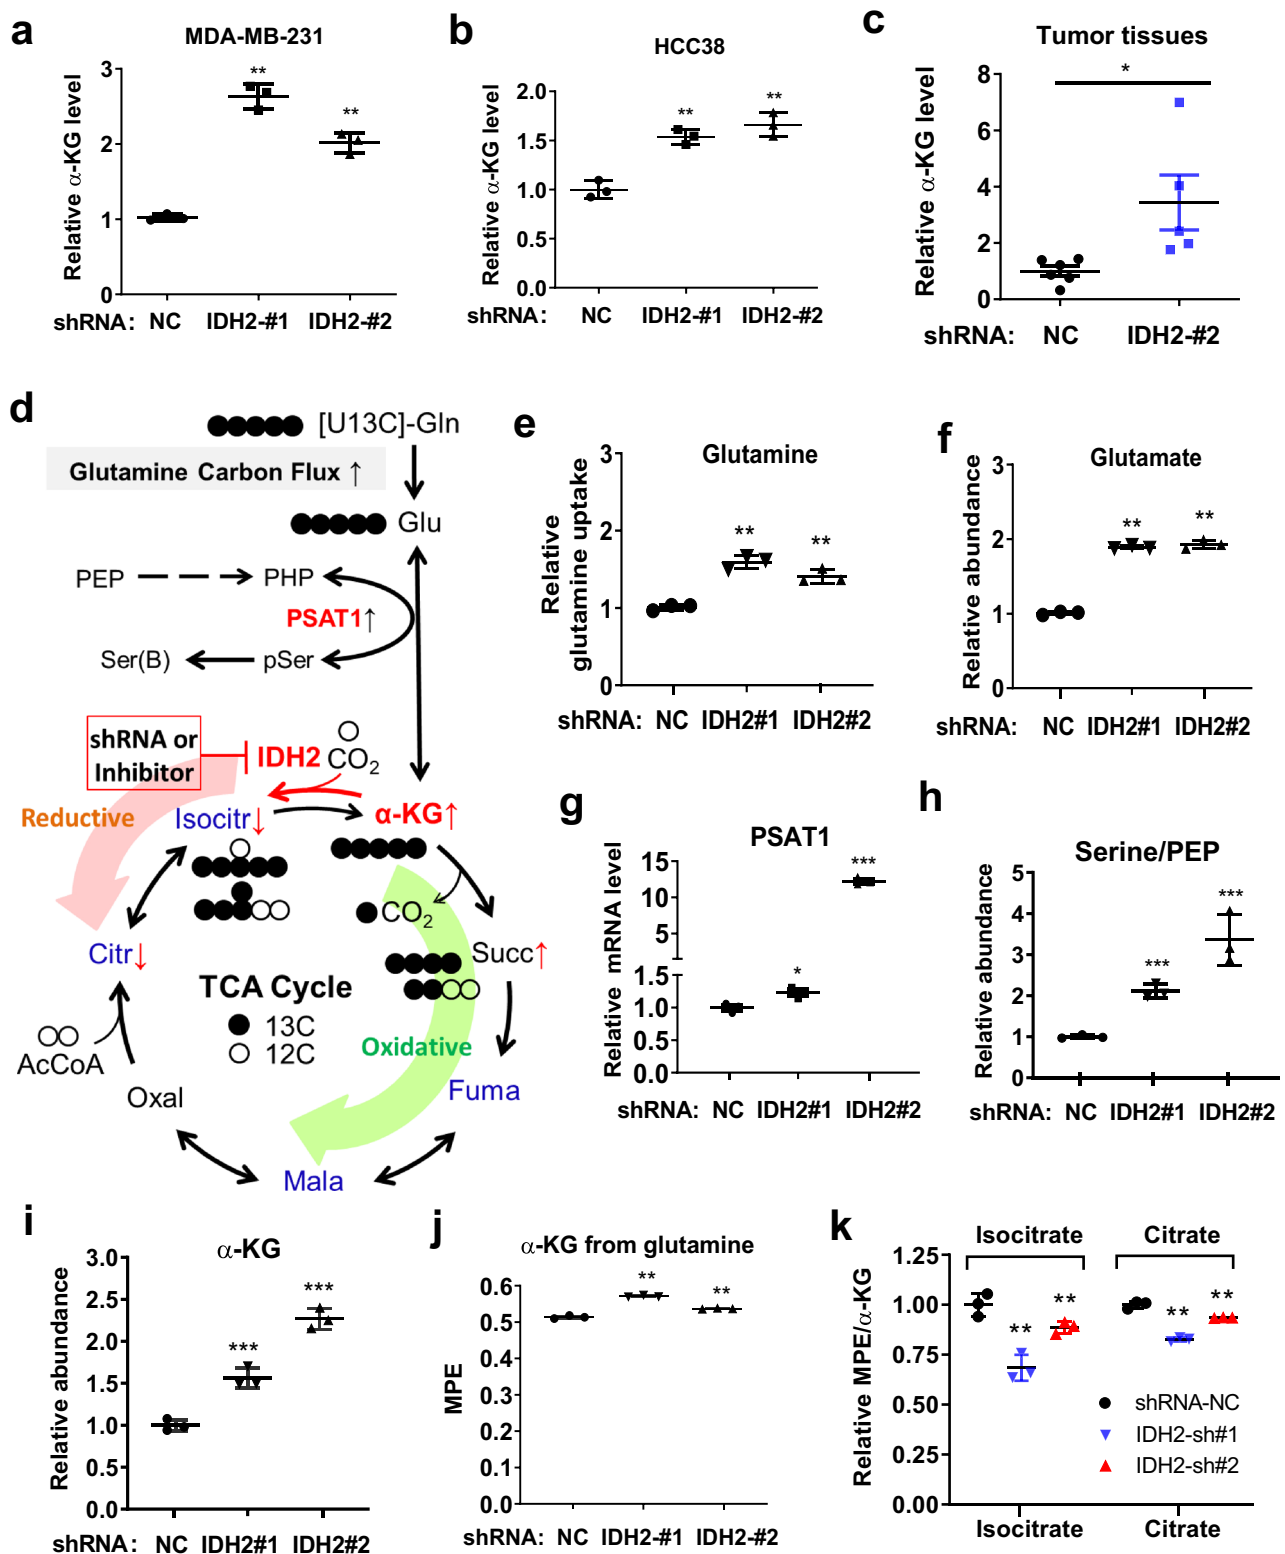 a
MDA-MB-231
Relative α-KG level
3
2
1
0
**
**
shRNA: NC IDH2-#1 IDH2-#2
b
HCC38
Relative α-KG level
2.0
1.5
1.0
0.5
0.0
**
**
shRNA: NC IDH2-#1 IDH2-#2
c
Tumor tissues
Relative α-KG level
8
6
4
2
0
*
shRNA: NC IDH2-#2
d
[U13C]-Gln
Glutamine Carbon Flux ↑
Glu
PEP PHP
PSAT1↑
Ser(B) pSer
shRNA or
Inhibitor
IDH2
CO2
Reductive
Isocitr↓
α-KG↑
CO2
Citr↓
Succ↑
TCA Cycle
13C
12C
AcCoA
Oxidative
Oxal
Fuma
Mala
e
Glutamine
Relative
glutamine uptake
3
2
1
0
**
**
shRNA: NC IDH2#1 IDH2#2
f
Glutamate
Relative abundance
3
2
1
0
**
**
shRNA: NC IDH2#1 IDH2#2
g
PSAT1
Relative mRNA level
15
10
5
1.5
1.0
0.5
0.0
*
***
shRNA: NC IDH2#1 IDH2#2
h
Serine/PEP
Relative abundance
5
4
3
2
1
0
***
***
shRNA: NC IDH2#1 IDH2#2
i
α-KG
Relative abundance
3.0
2.5
2.0
1.5
1.0
0.5
0.0
***
***
shRNA: NC IDH2#1 IDH2#2
j
α-KG from glutamine
MPE
0.6
0.5
0.4
0.3
0.2
0.1
0.0
**
**
shRNA: NC IDH2-#1 IDH2-#2
k
Isocitrate Citrate
Relative MPE/α-KG
1.25
1.00
0.75
0.50
0.25
0.00
**
**
**
**
shRNA-NC
IDH2-sh#1
IDH2-sh#2
Isocitrate Citrate